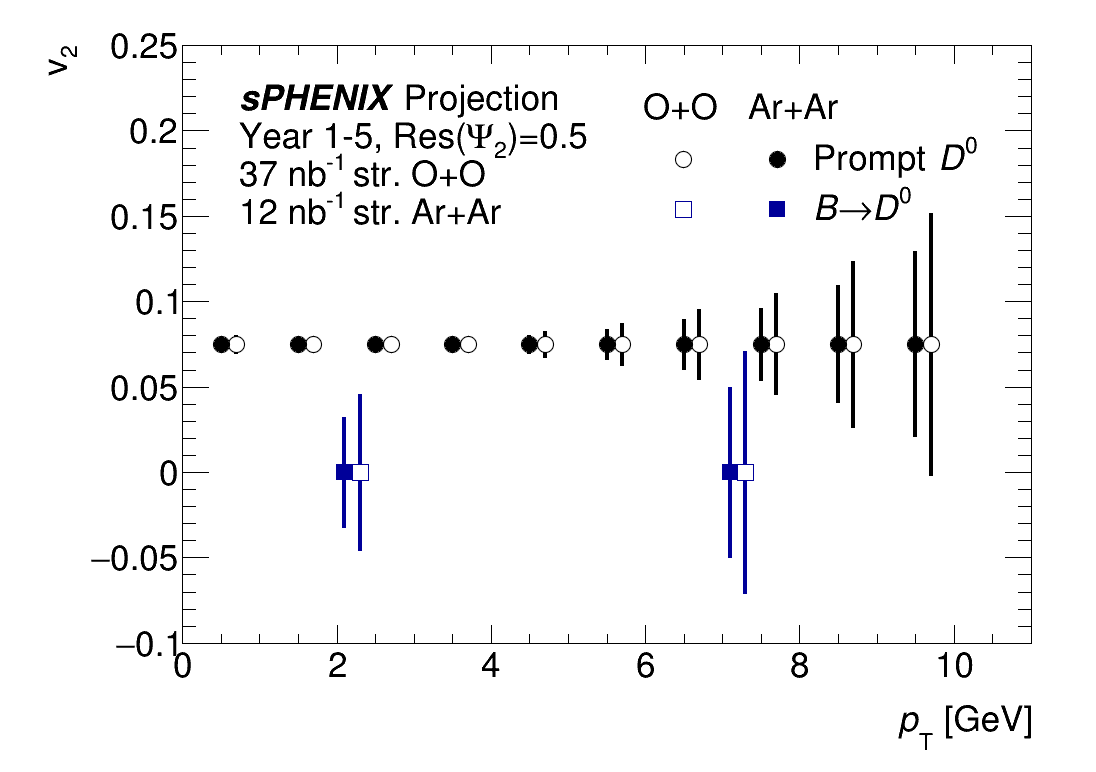 v₂
0.25
0.2
0.15
0.1
0.05
0
−0.05
−0.1
sPHENIX Projection
Year 1-5, Res(Ψ₂)=0.5
37 nb⁻¹ str. O+O
12 nb⁻¹ str. Ar+Ar
O+O Ar+Ar
Prompt D⁰
B→D⁰
0 2 4 6 8 10
p_T [GeV]